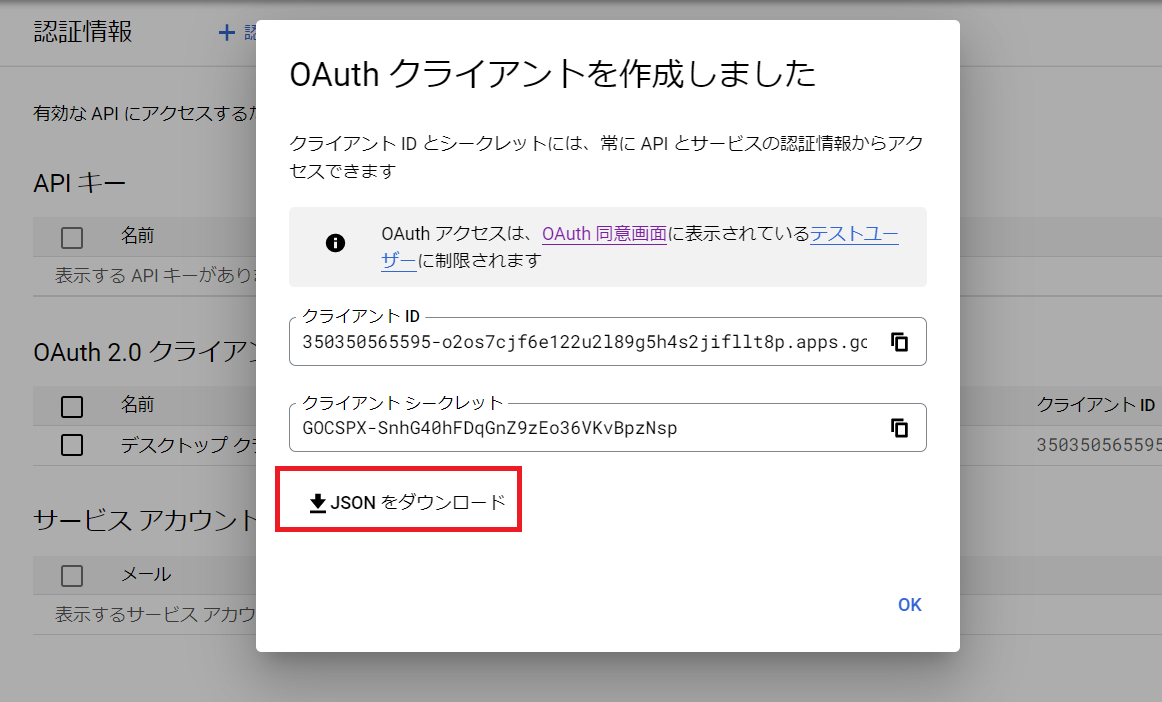 認証情報
+ 認
有効な API にアクセスするた
API キー
名前
表示する API キーがあり
OAuth 2.0 クライアン
名前
クライアント ID
デスクトップ ク
350350565595
サービス アカウント
メール
表示するサービス アカウ
OAuth クライアントを作成しました
クライアント ID とシークレットには、常に API とサービスの認証情報からアク
セスできます
OAuth アクセスは、OAuth 同意画面に表示されているテストユー
ザーに制限されます
クライアント ID
350350565595-o2os7cjf6e122u2l89g5h4s2jifllt8p.apps.go
クライアント シークレット
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
JSON をダウンロード
OK